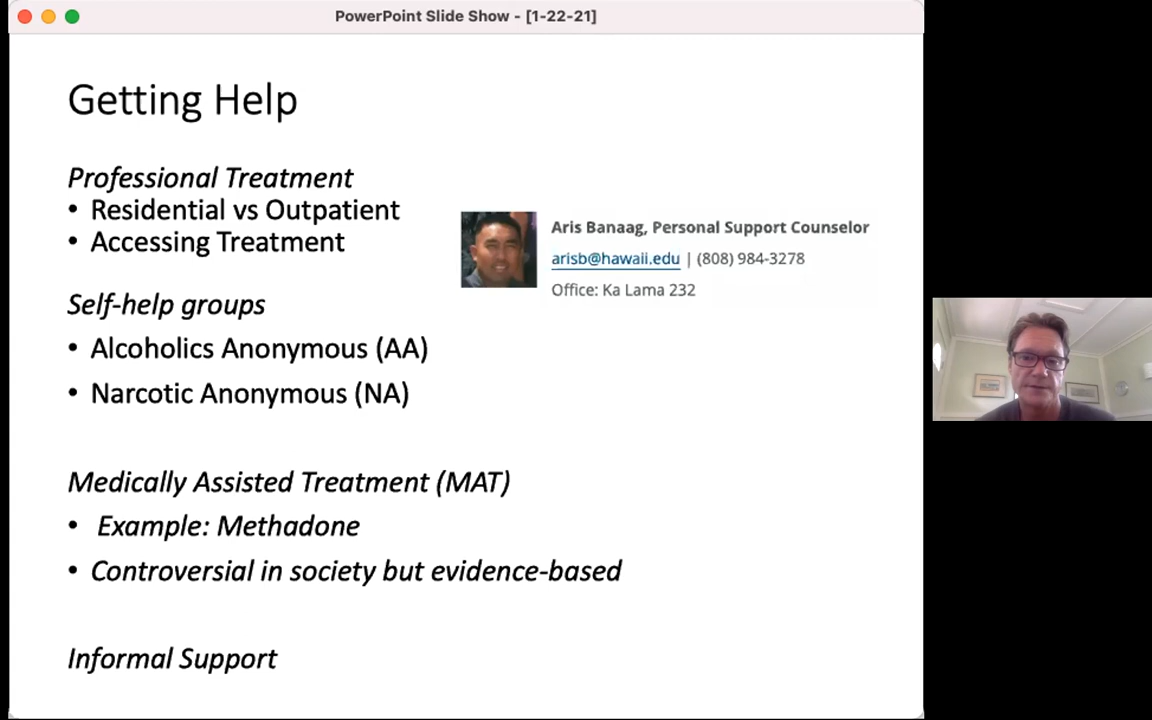 PowerPoint Slide Show - [1-22-21]
Getting Help
Professional Treatment
• Residential vs Outpatient
• Accessing Treatment
Aris Banaag, Personal Support Counselor
arisb@hawaii.edu | (808) 984-3278
Office: Ka Lama 232
Self-help groups
• Alcoholics Anonymous (AA)
• Narcotic Anonymous (NA)
Medically Assisted Treatment (MAT)
• Example: Methadone
• Controversial in society but evidence-based
Informal Support